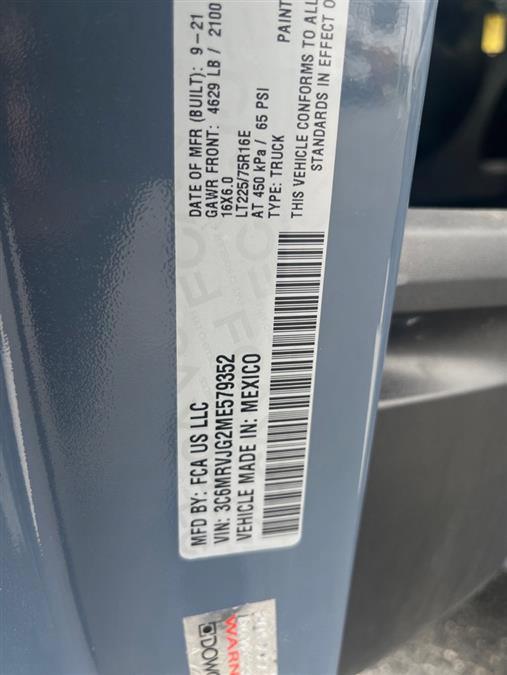 MFD BY: FCA US LLC
DATE OF MFR (BUILT): 9-21
GAWR FRONT: 4629 LB / 2100
VIN: 3C6MRVJG2ME579352
16X6.0
LT225/75R16E
VEHICLE MADE IN: MEXICO
AT 450 kPa / 65 PSI
TYPE: TRUCK
PAINT
THIS VEHICLE CONFORMS TO ALL
STANDARDS IN EFFECT O
WARN
DOWC